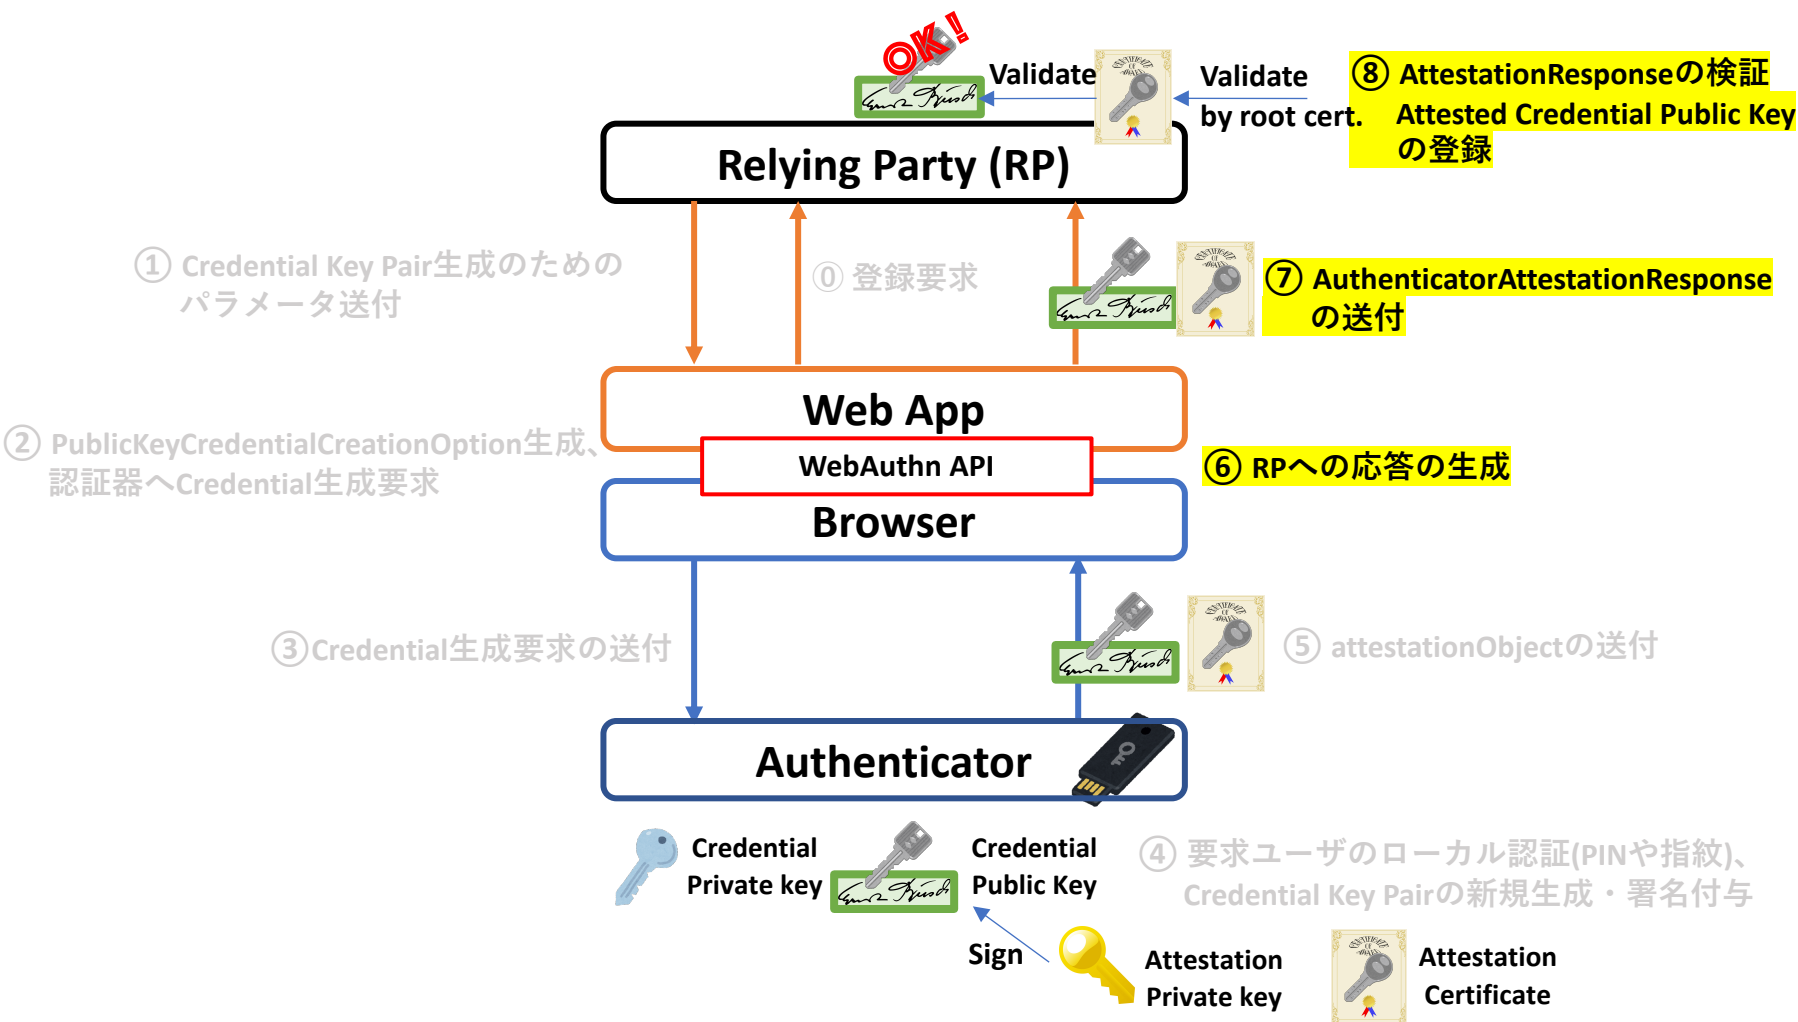 OK!
Validate
Validate
by root cert.
⑧ AttestationResponseの検証
Attested Credential Public Key
の登録
Relying Party (RP)
① Credential Key Pair生成のための
パラメータ送付
⓪ 登録要求
⑦ AuthenticatorAttestationResponse
の送付
Web App
② PublicKeyCredentialCreationOption生成、
認証器へCredential生成要求
WebAuthn API
⑥ RPへの応答の生成
Browser
③Credential生成要求の送付
CERTIFICATE
OF
AWARD
⑤ attestationObjectの送付
Authenticator
Credential
Private key
Credential
Public Key
④ 要求ユーザのローカル認証(PINや指紋)、
Credential Key Pairの新規生成・署名付与
Sign
Attestation
Private key
Attestation
Certificate